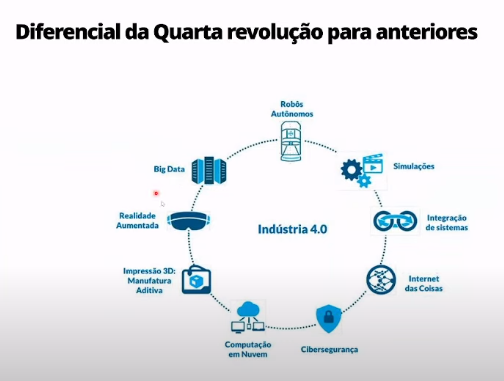 Diferencial da Quarta revolução para anteriores
Robôs
Autônomos
Simulações
Integração
de sistemas
Internet
das Coisas
Cibersegurança
Computação
em Nuvem
Impressão 3D:
Manufatura
Aditiva
Realidade
Aumentada
Big Data
Indústria 4.0